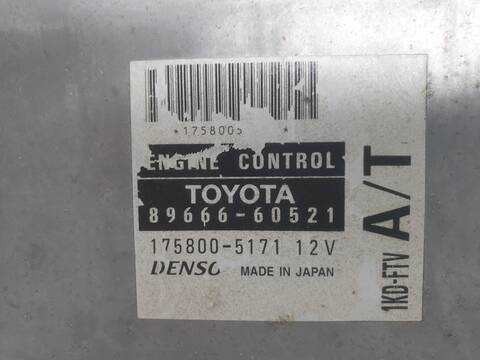 *175800 *
ENGINE CONTROL
TOYOTA
89666-60521
175800-5171 12V
DENSO MADE IN JAPAN
1KD-FTV A/T